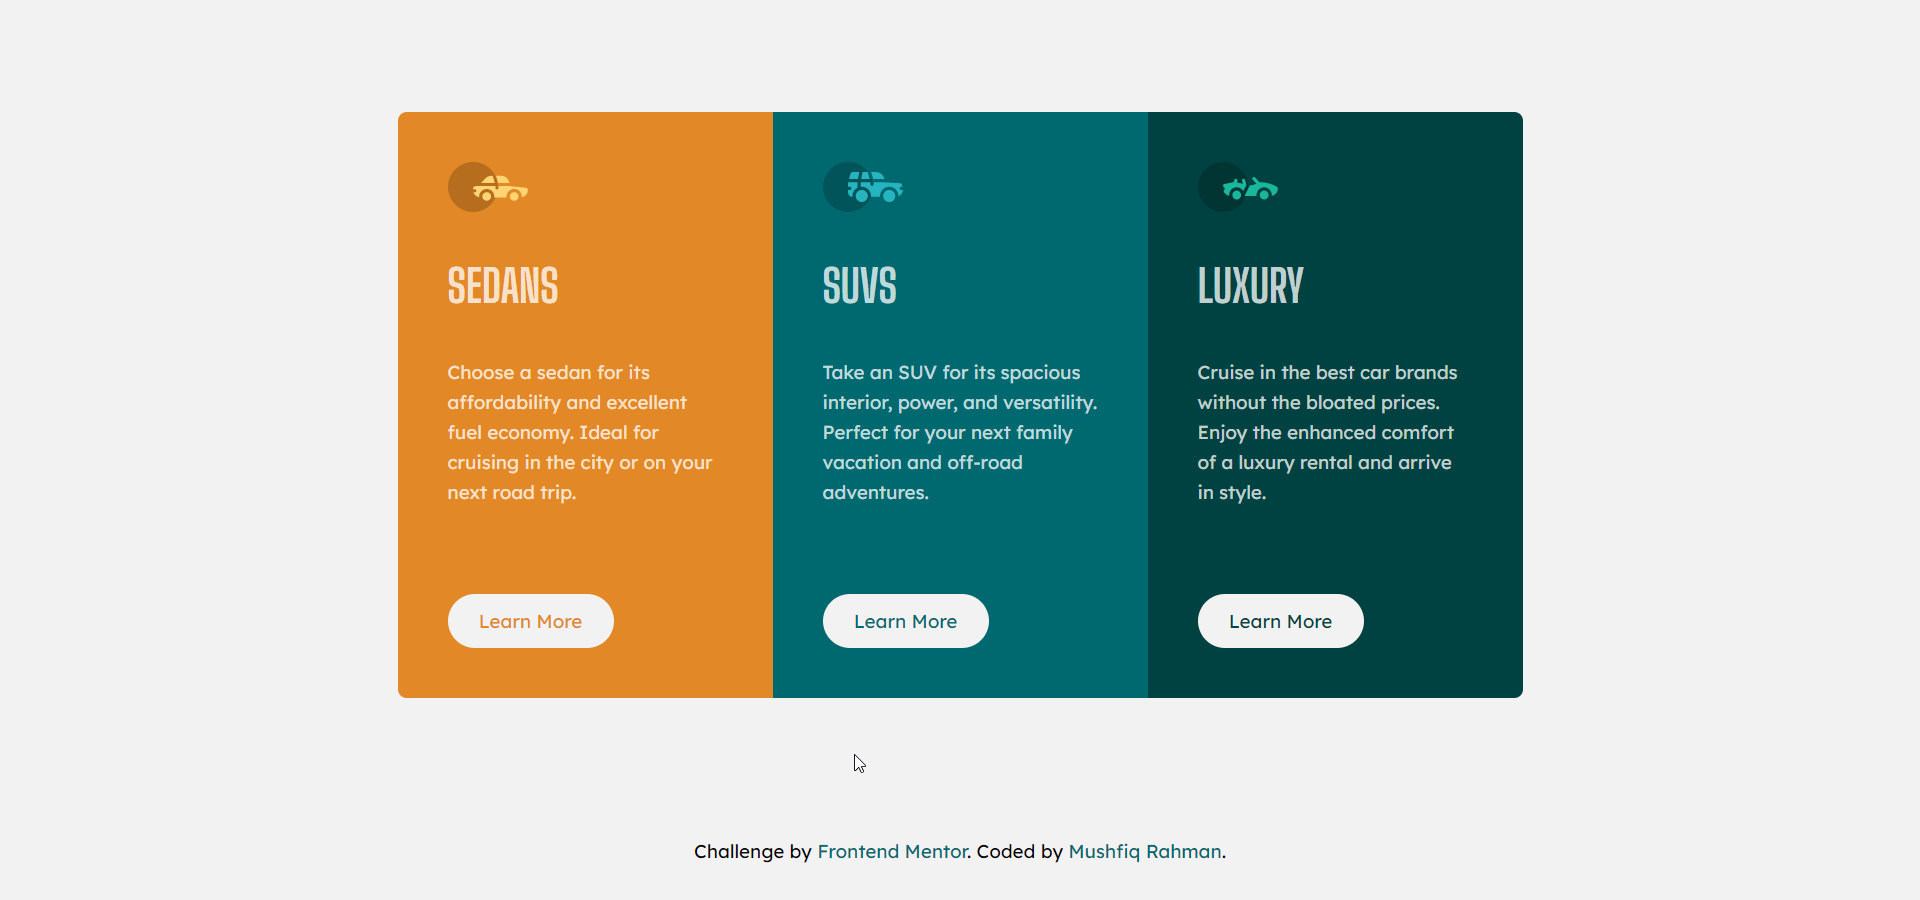 SEDANS
Choose a sedan for its
affordability and excellent
fuel economy. Ideal for
cruising in the city or on your
next road trip.
Learn More
SUVS
Take an SUV for its spacious
interior, power, and versatility.
Perfect for your next family
vacation and off-road
adventures.
Learn More
LUXURY
Cruise in the best car brands
without the bloated prices.
Enjoy the enhanced comfort
of a luxury rental and arrive
in style.
Learn More
Challenge by Frontend Mentor. Coded by Mushfiq Rahman.